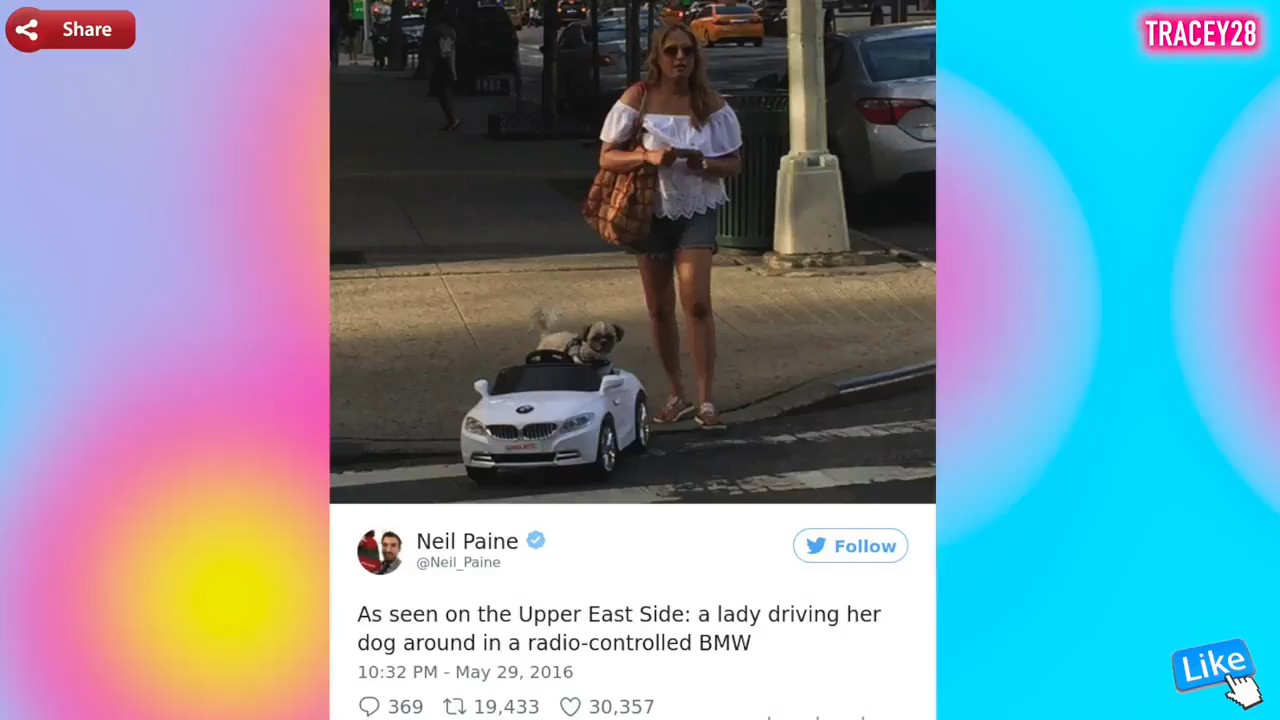 Share
TRACEY28
Neil Paine
@Neil_Paine
Follow
As seen on the Upper East Side: a lady driving her
dog around in a radio-controlled BMW
10:32 PM - May 29, 2016
369 19,433 30,357
Like